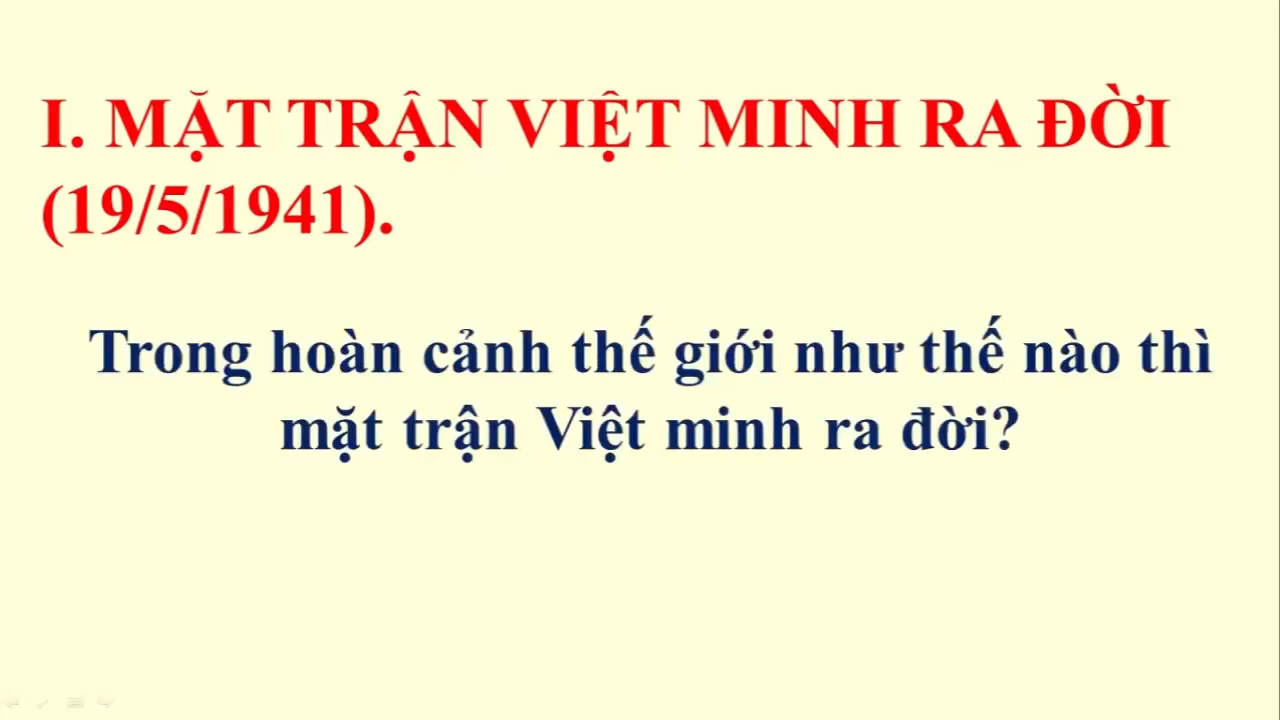 I. MẶT TRẬN VIỆT MINH RA ĐỜI
(19/5/1941).
Trong hoàn cảnh thế giới như thế nào thì
mặt trận Việt minh ra đời?